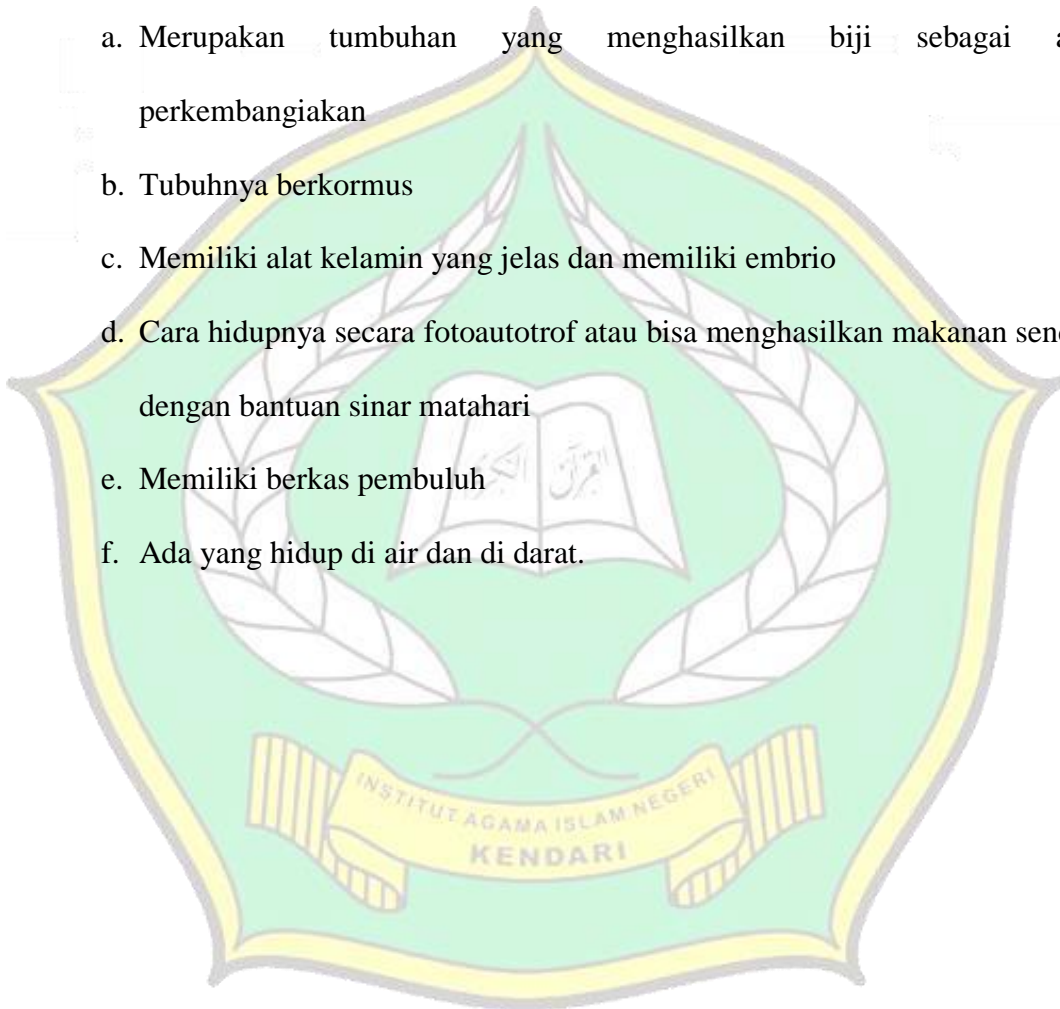 a. Merupakan tumbuhan yang menghasilkan biji sebagai
perkembangiakan
b. Tubuhnya berkormus
c. Memiliki alat kelamin yang jelas dan memiliki embrio
d. Cara hidupnya secara fotoautotrof atau bisa menghasilkan makanan
dengan bantuan sinar matahari
e. Memiliki berkas pembuluh
f. Ada yang hidup di air dan di darat.
القرآن الكريم
INSTITUT AGAMA ISLAM NEGERI
KENDARI